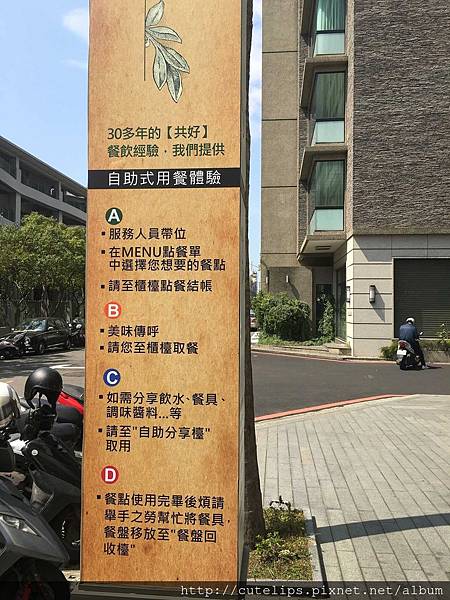 30多年的【共好】
餐飲經驗，我們提供
自助式用餐體驗
A
▪服務人員帶位
▪在MENU點餐單
中選擇您想要的餐點
▪請至櫃檯點餐結帳
B
▪美味傳呼
▪請您至櫃檯取餐
C
▪如需分享飲水、餐具、
調味醬料...等
▪請至"自助分享檯"
取用
D
▪餐點使用完畢後煩請
舉手之勞幫忙將餐具，
餐盤移放至"餐盤回
收檯"
http://cutelips.pixnet.net/album